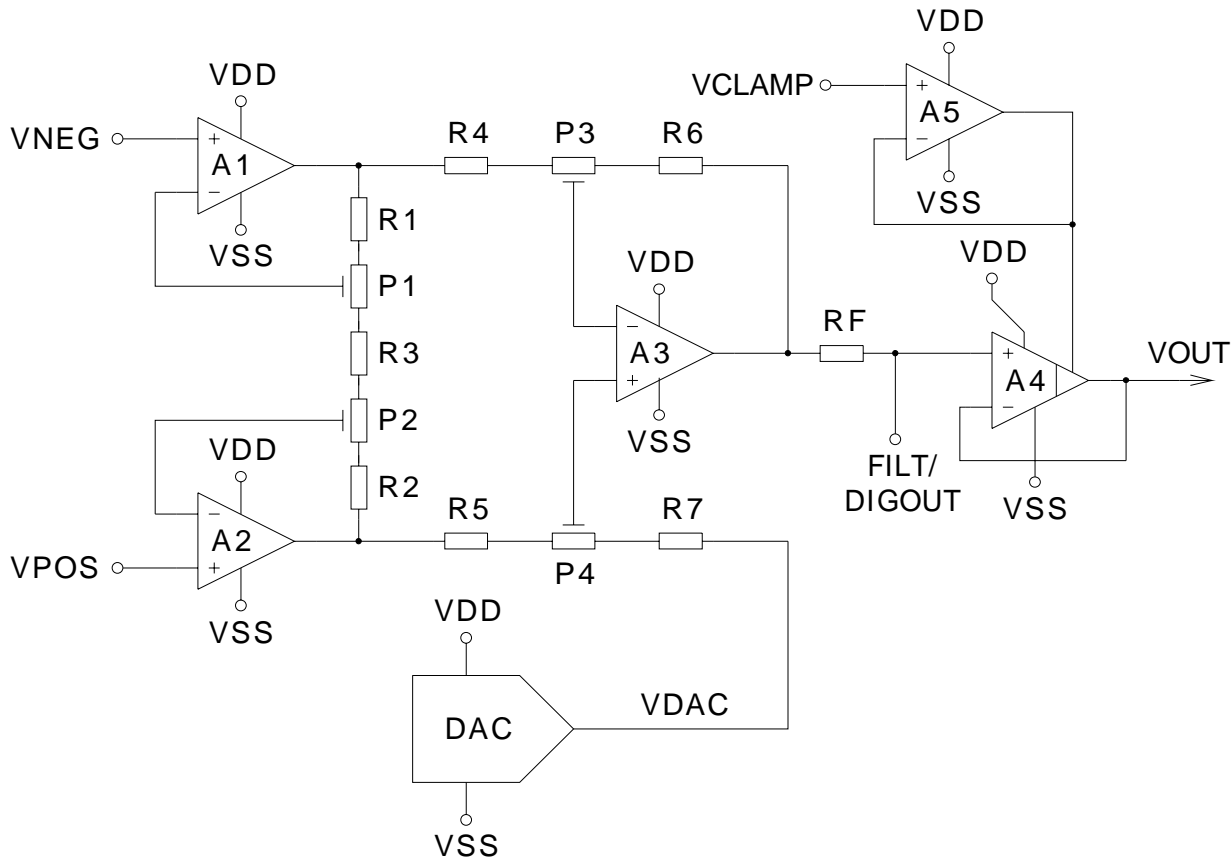 VDD
VCLAMP
+
A5
−
VSS
VDD
VNEG
+
A1
−
VSS
R4
P3
R6
R1
P1
R3
P2
R2
VDD
−
A3
+
VSS
RF
VDD
+
A4
−
VSS
VOUT
FILT/
DIGOUT
VDD
−
A2
+
VPOS
VSS
R5
P4
R7
VDD
DAC
VDAC
VSS